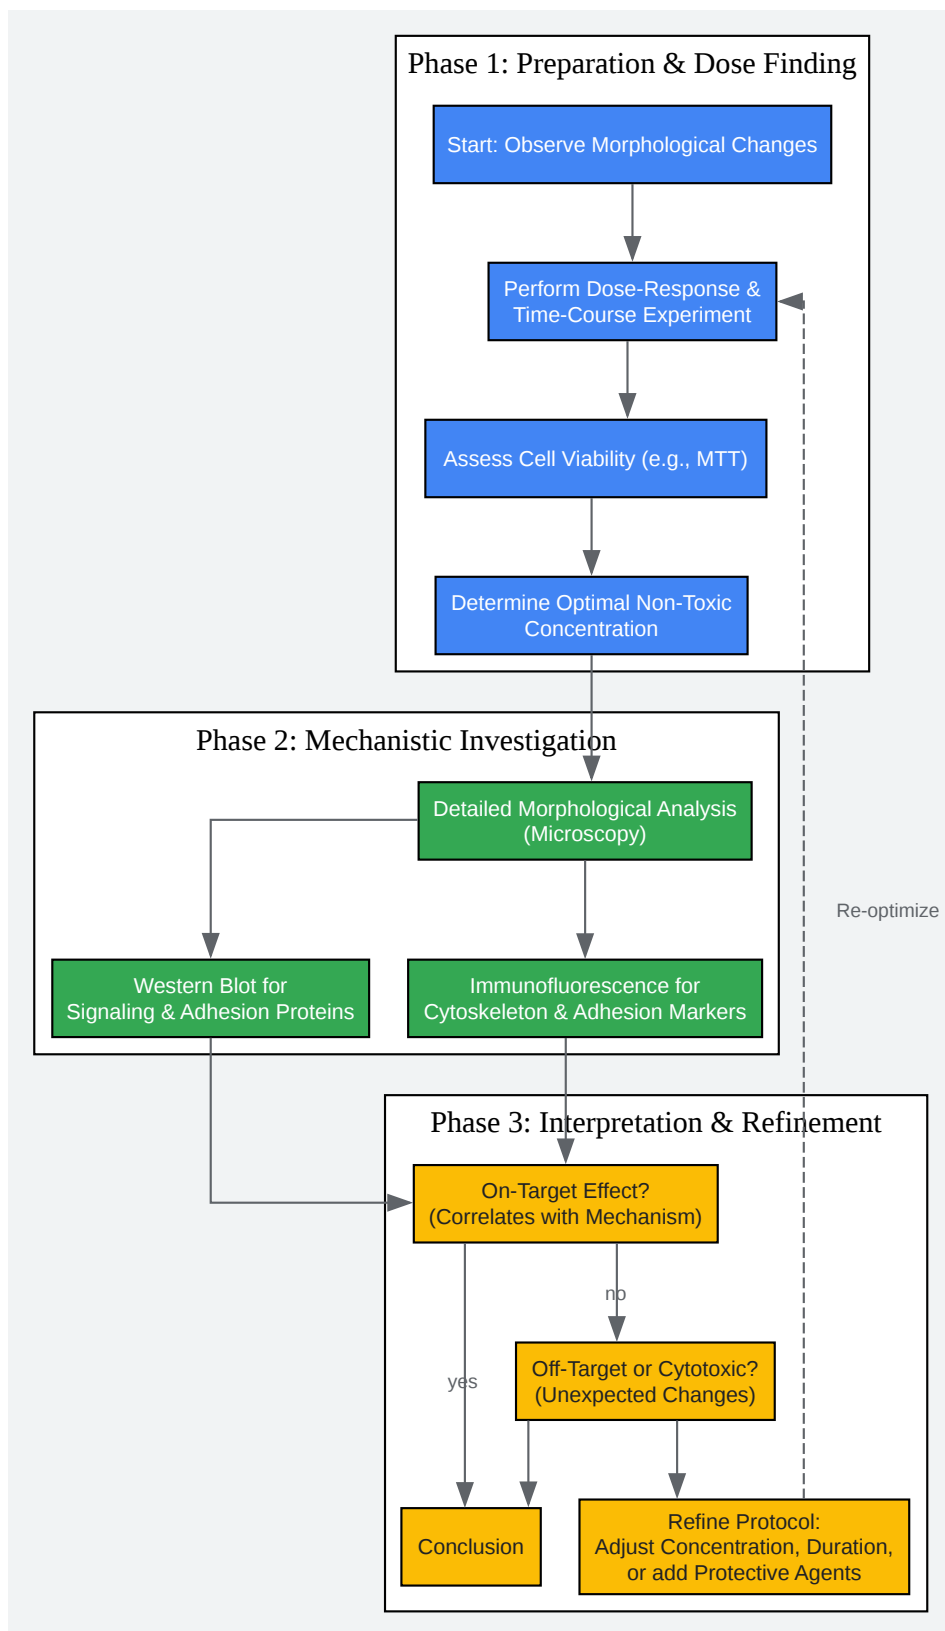 Phase 1: Preparation & Dose Finding
Start: Observe Morphological Changes
Perform Dose-Response &
Time-Course Experiment
Assess Cell Viability (e.g., MTT)
Determine Optimal Non-Toxic
Concentration
Phase 2: Mechanistic Investigation
Detailed Morphological Analysis
(Microscopy)
Re-optimize
Western Blot for
Signaling & Adhesion Proteins
Immunofluorescence for
Cytoskeleton & Adhesion Markers
Phase 3: Interpretation & Refinement
On-Target Effect?
(Correlates with Mechanism)
no
yes
Off-Target or Cytotoxic?
(Unexpected Changes)
Conclusion
Refine Protocol:
Adjust Concentration, Duration,
or add Protective Agents